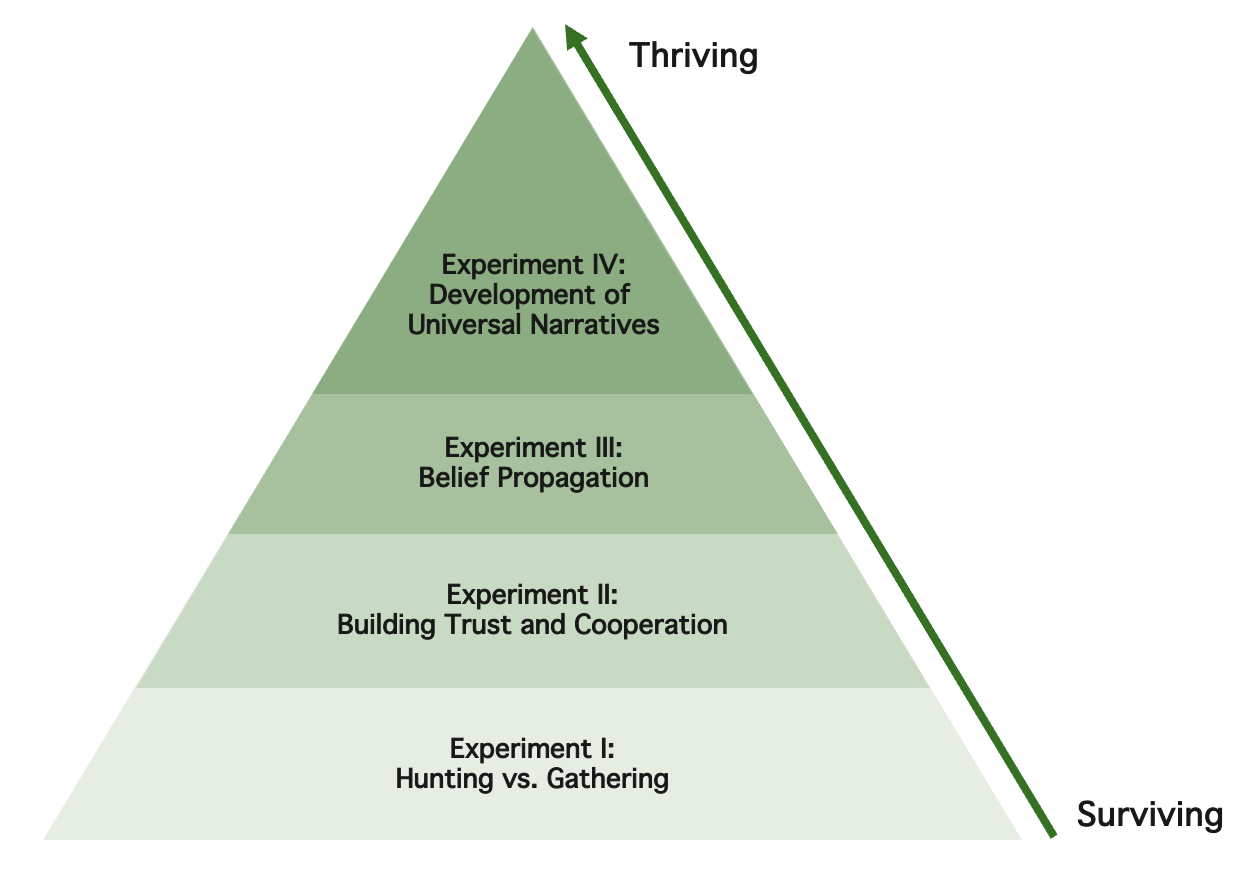 Thriving
Experiment IV:
Development of
Universal Narratives
Experiment III:
Belief Propagation
Experiment II:
Building Trust and Cooperation
Experiment I:
Hunting vs. Gathering
Surviving